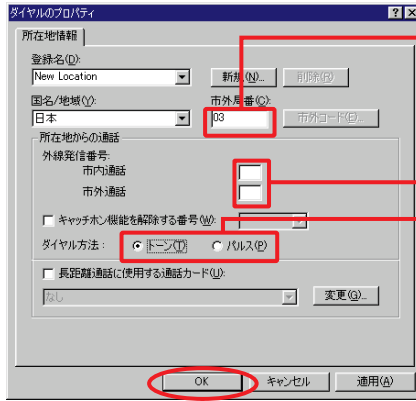 ダイヤルのプロパティ
所在地情報
登録名(D):
New Location 新規(N)... 削除(R)
国名/地域(Y): 市外局番(C):
日本 03 市外コード(E)...
所在地からの通話
外線発信番号:
市内通話
市外通話
キャッチホン機能を解除する番号(W):
ダイヤル方法: トーン(T) パルス(P)
長距離通話に使用する通話カード(U):
なし 変更(G)...
OK キャンセル 適用(A)